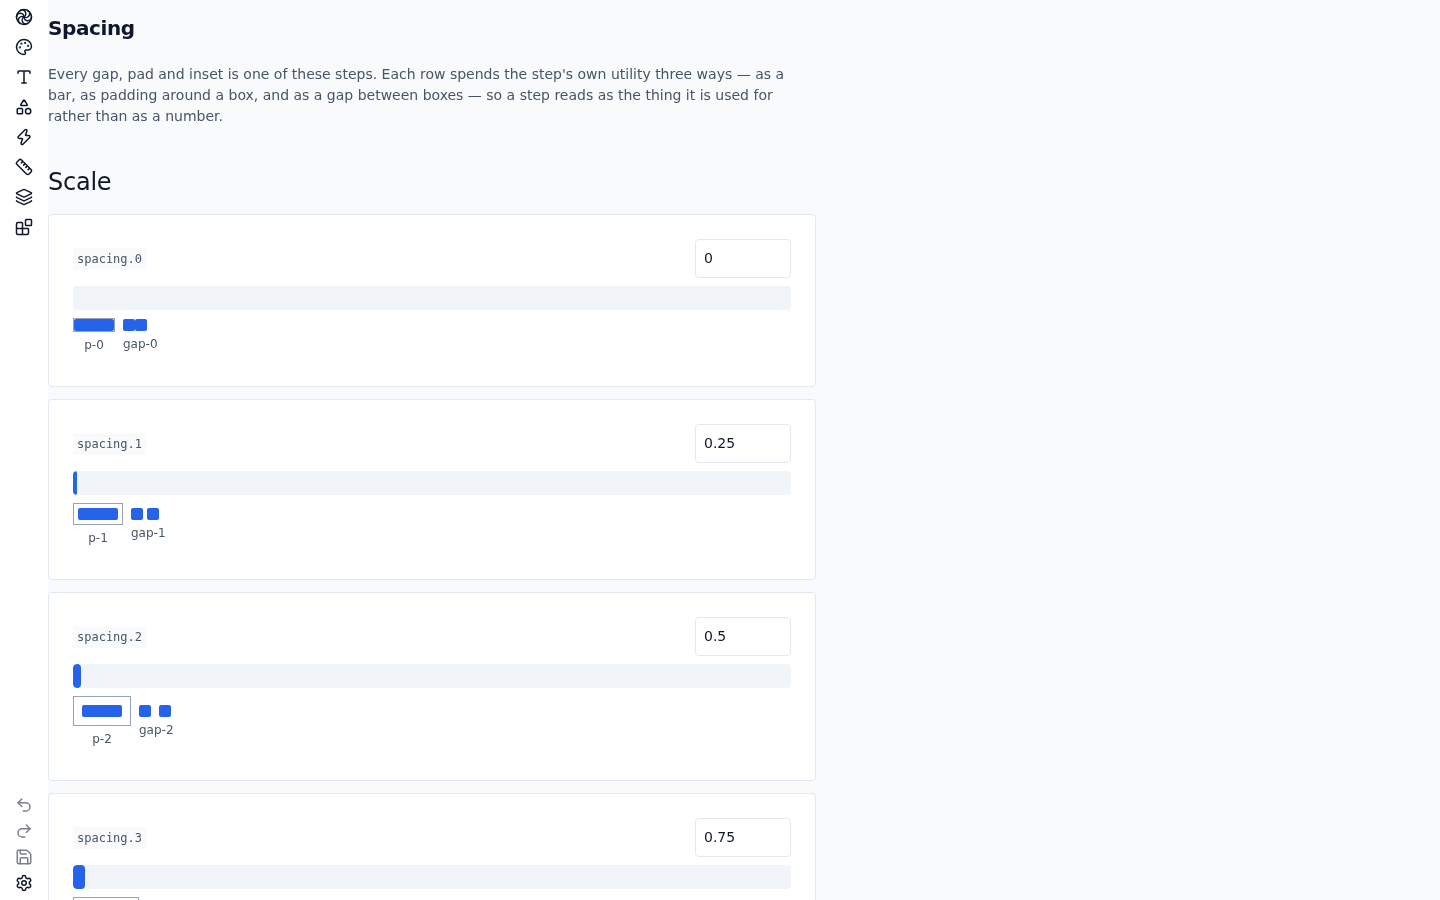 Spacing
Every gap, pad and inset is one of these steps. Each row spends the step's own utility three ways — as a
bar, as padding around a box, and as a gap between boxes — so a step reads as the thing it is used for
rather than as a number.
Scale
spacing.0
0
p-0
gap-0
spacing.1
0.25
p-1
gap-1
spacing.2
0.5
p-2
gap-2
spacing.3
0.75